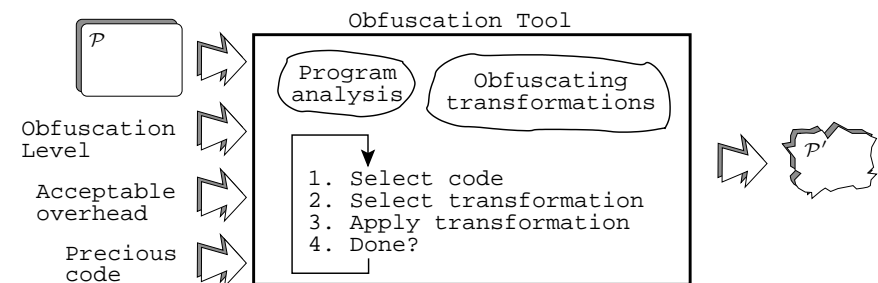 Obfuscation Tool
P
Obfuscation
Level
Acceptable
overhead
Precious
code
Program
analysis
Obfuscating
transformations
1. Select code
2. Select transformation
3. Apply transformation
4. Done?
P′